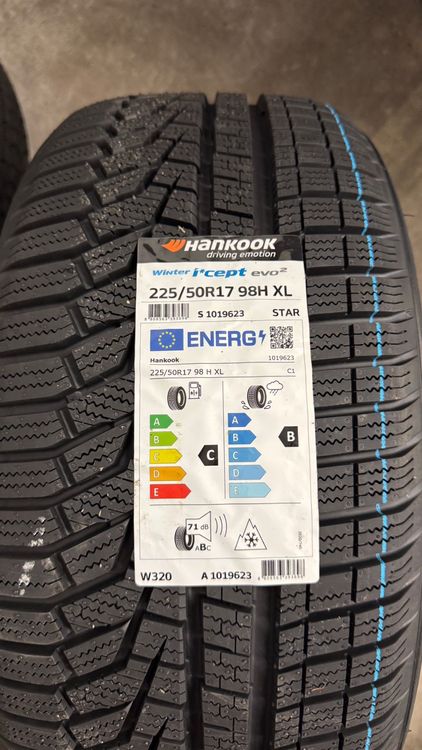 HANKOOK
driving emotion
Winter i*cept evo²
225/50R17 98H XL
S 1019623 STAR
ENERG
Hankook 1019623
225/50R17 98 H XL C1
A A
B B B
C C C
D D
E E
71 dB
ABC
W320 A 1019623